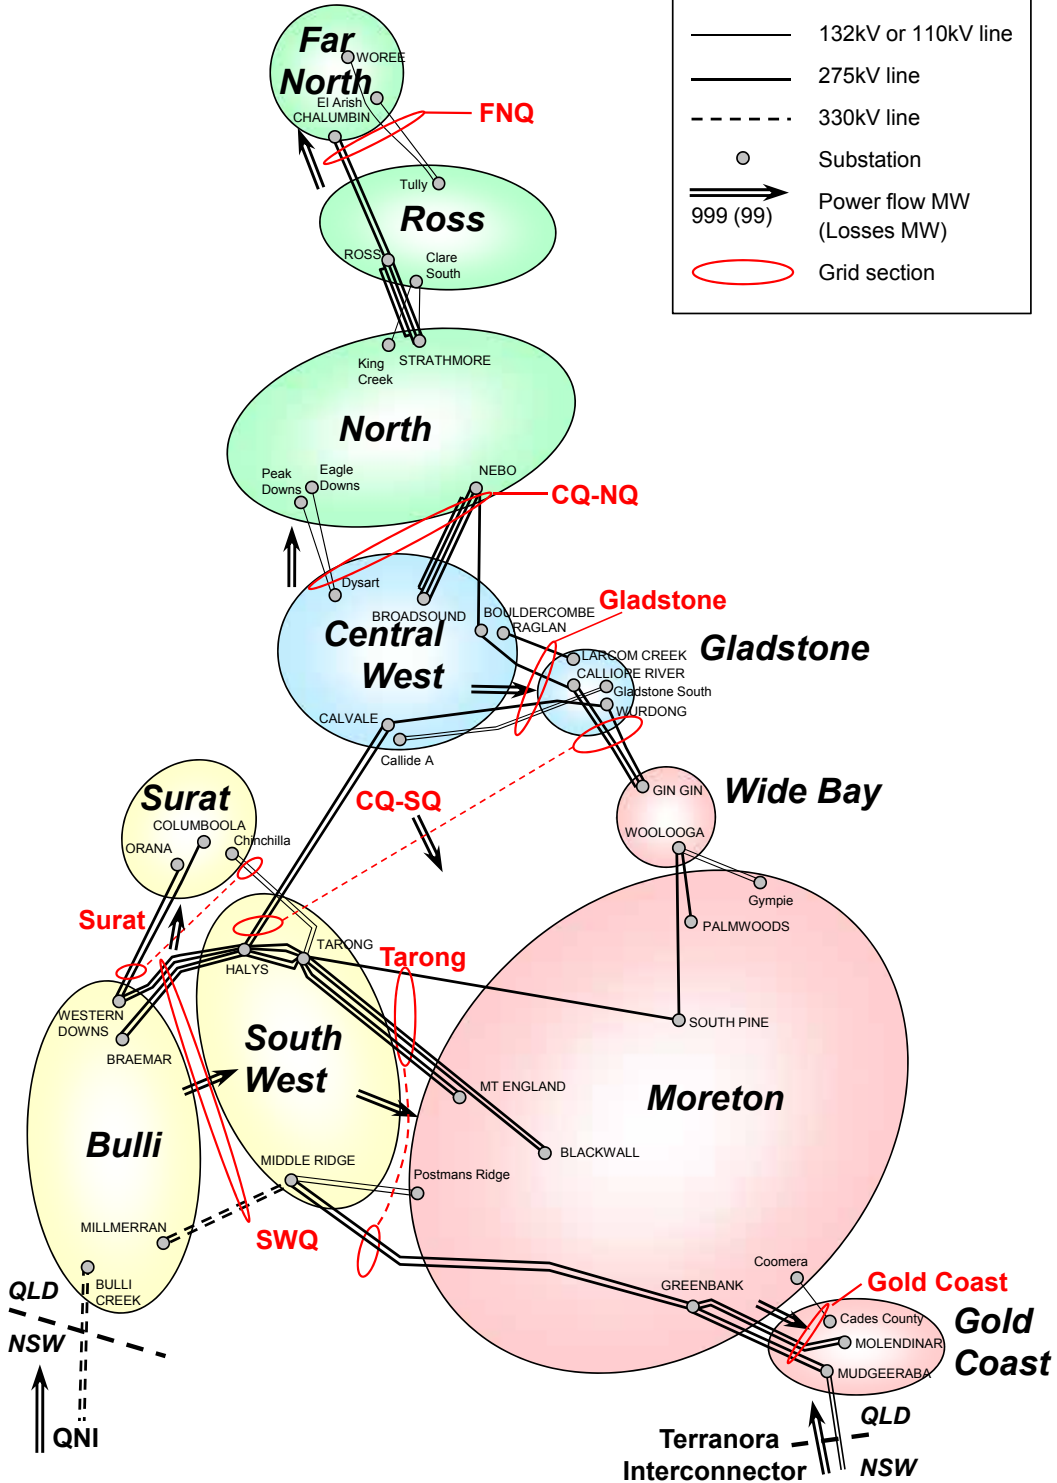 132kV or 110kV line
275kV line
330kV line
Substation
999 (99)
Power flow MW
(Losses MW)
Grid section
Far
North
WOREE
El Arish
CHALUMBIN
FNQ
Tully
Ross
ROSS
Clare
South
King
Creek
STRATHMORE
North
Peak
Downs
Eagle
Downs
NEBO
CQ-NQ
Dysart
BROADSOUND
BOULDERCOMBE
RAGLAN
Gladstone
Central
West
Gladstone
LARCOM CREEK
CALLIOPE RIVER
Gladstone South
WURDONG
CALVALE
Callide A
Surat
COLUMBOOLA
ORANA
Chinchilla
CQ-SQ
GIN GIN
Wide Bay
WOOLOOGA
Gympie
PALMWOODS
Surat
TARONG
HALYS
Tarong
WESTERN
DOWNS
BRAEMAR
SOUTH PINE
South
West
MT ENGLAND
Moreton
Bulli
BLACKWALL
MIDDLE RIDGE
Postmans Ridge
MILLMERRAN
SWQ
BULLI
CREEK
QLD
NSW
QNI
Coomera
GREENBANK
Gold Coast
Cades County
MOLENDINAR
MUDGEERABA
Gold
Coast
QLD
Terranora
Interconnector
NSW